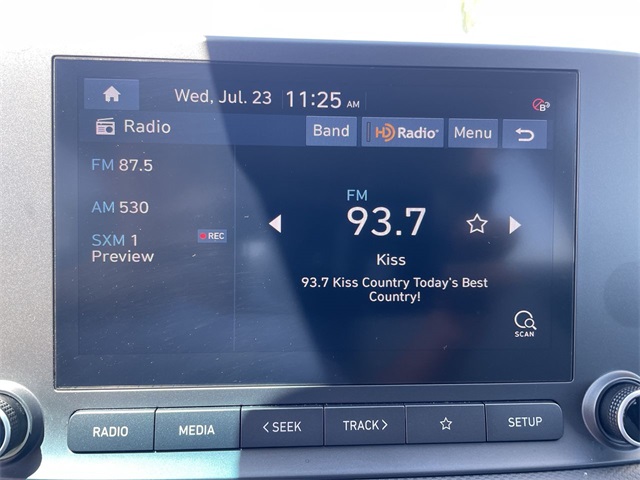 Wed, Jul. 23 11:25 AM
Radio Band HD Radio Menu
FM 87.5
AM 530
SXM 1 REC
Preview
FM
93.7
Kiss
93.7 Kiss Country Today's Best
Country!
SCAN
RADIO MEDIA < SEEK TRACK > SETUP